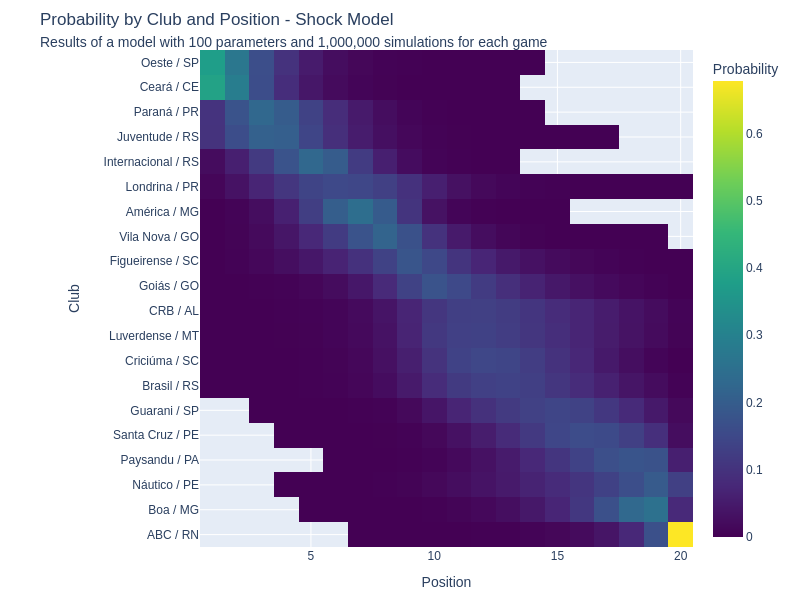 Probability by Club and Position - Shock Model
Results of a model with 100 parameters and 1,000,000 simulations for each game
Probability
Club
Oeste / SP
Ceará / CE
Paraná / PR
Juventude / RS
Internacional / RS
Londrina / PR
América / MG
Vila Nova / GO
Figueirense / SC
Goiás / GO
CRB / AL
Luverdense / MT
Criciúma / SC
Brasil / RS
Guarani / SP
Santa Cruz / PE
Paysandu / PA
Náutico / PE
Boa / MG
ABC / RN
0.6
0.5
0.4
0.3
0.2
0.1
0
5 10 15 20
Position